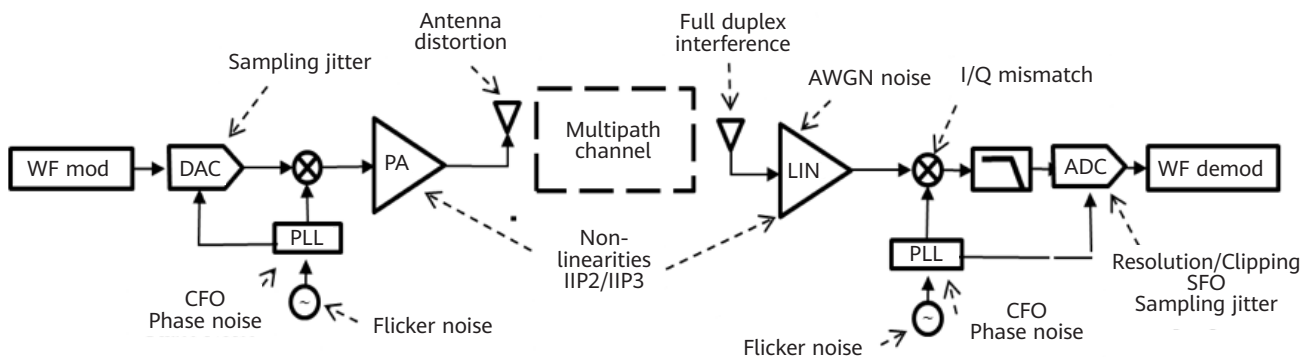 Antenna
distortion
Full duplex
interference
Sampling jitter
AWGN noise
I/Q mismatch
Multipath
channel
WF mod
DAC
PA
LIN
ADC
WF demod
PLL
Non-
linearities
IIP2/IIP3
PLL
Resolution/Clipping
SFO
Sampling jitter
CFO
Phase noise
~
Flicker noise
~
Flicker noise
CFO
Phase noise